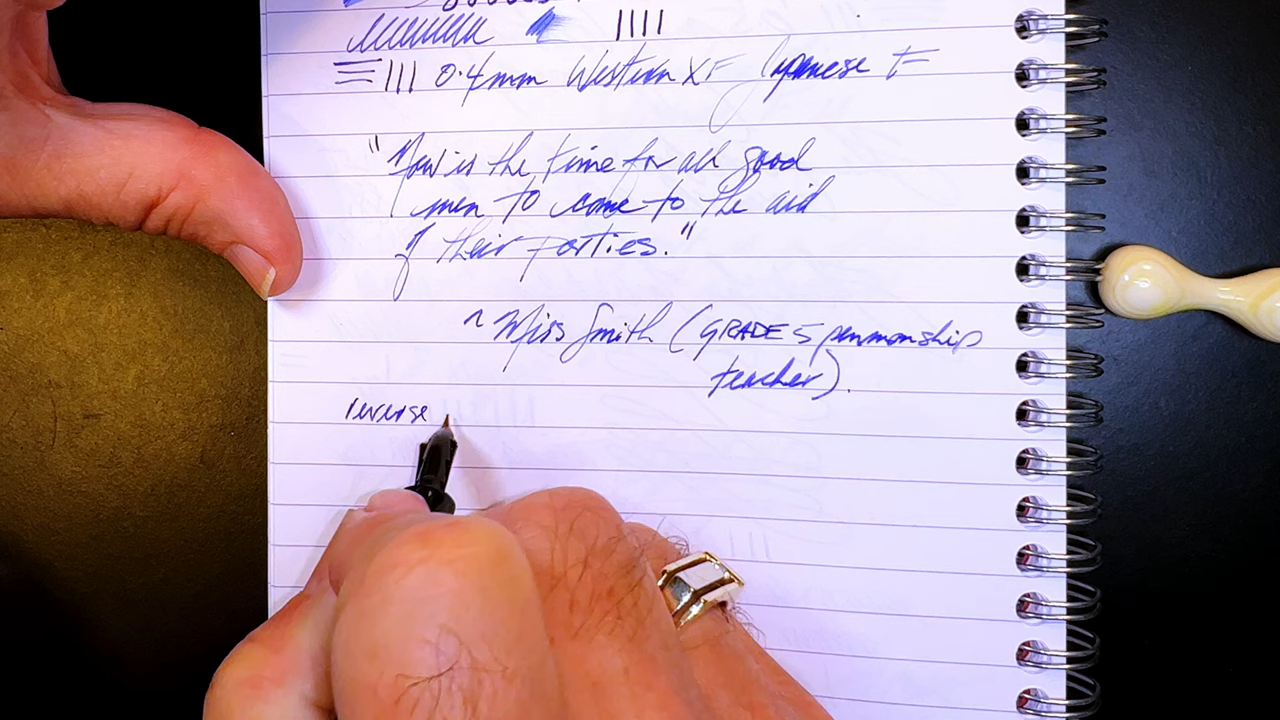 0.4mm Western XF Japanese F
"Now is the time for all good
men to come to the aid
of their parties."
~ Miss Smith (GRADE 5 penmanship
teacher).
reverse